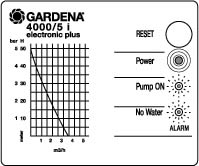 GARDENA®
4000/5 i
electronic plus
bar H
5 50
4 40
3 30
2 20
1 10
meter
1 2 3 4 5
m3/h
RESET
Power
Pump ON
No Water
ALARM